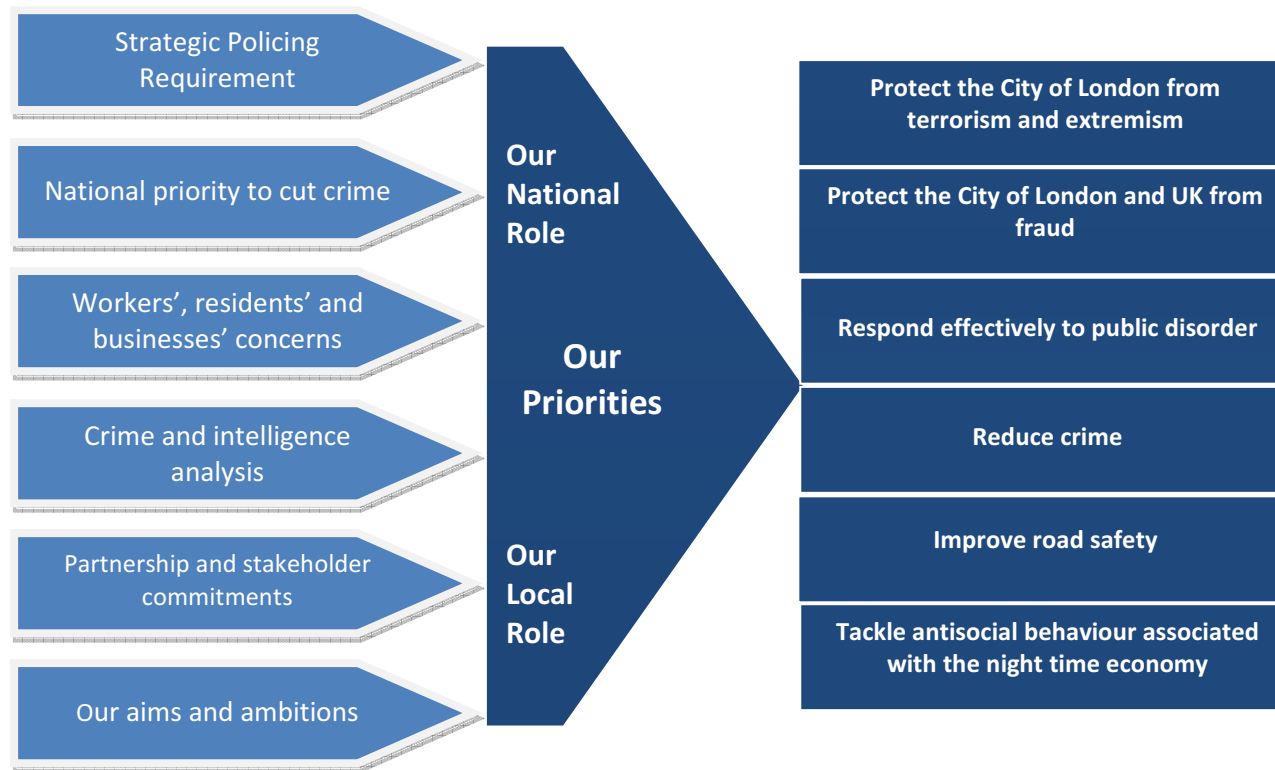 Strategic Policing
Requirement
National priority to cut crime
Workers’, residents’ and
businesses’ concerns
Crime and intelligence
analysis
Partnership and stakeholder
commitments
Our aims and ambitions
Our
National
Role
Our
Priorities
Our
Local
Role
Protect the City of London from
terrorism and extremism
Protect the City of London and UK from
fraud
Respond effectively to public disorder
Reduce crime
Improve road safety
Tackle antisocial behaviour associated
with the night time economy